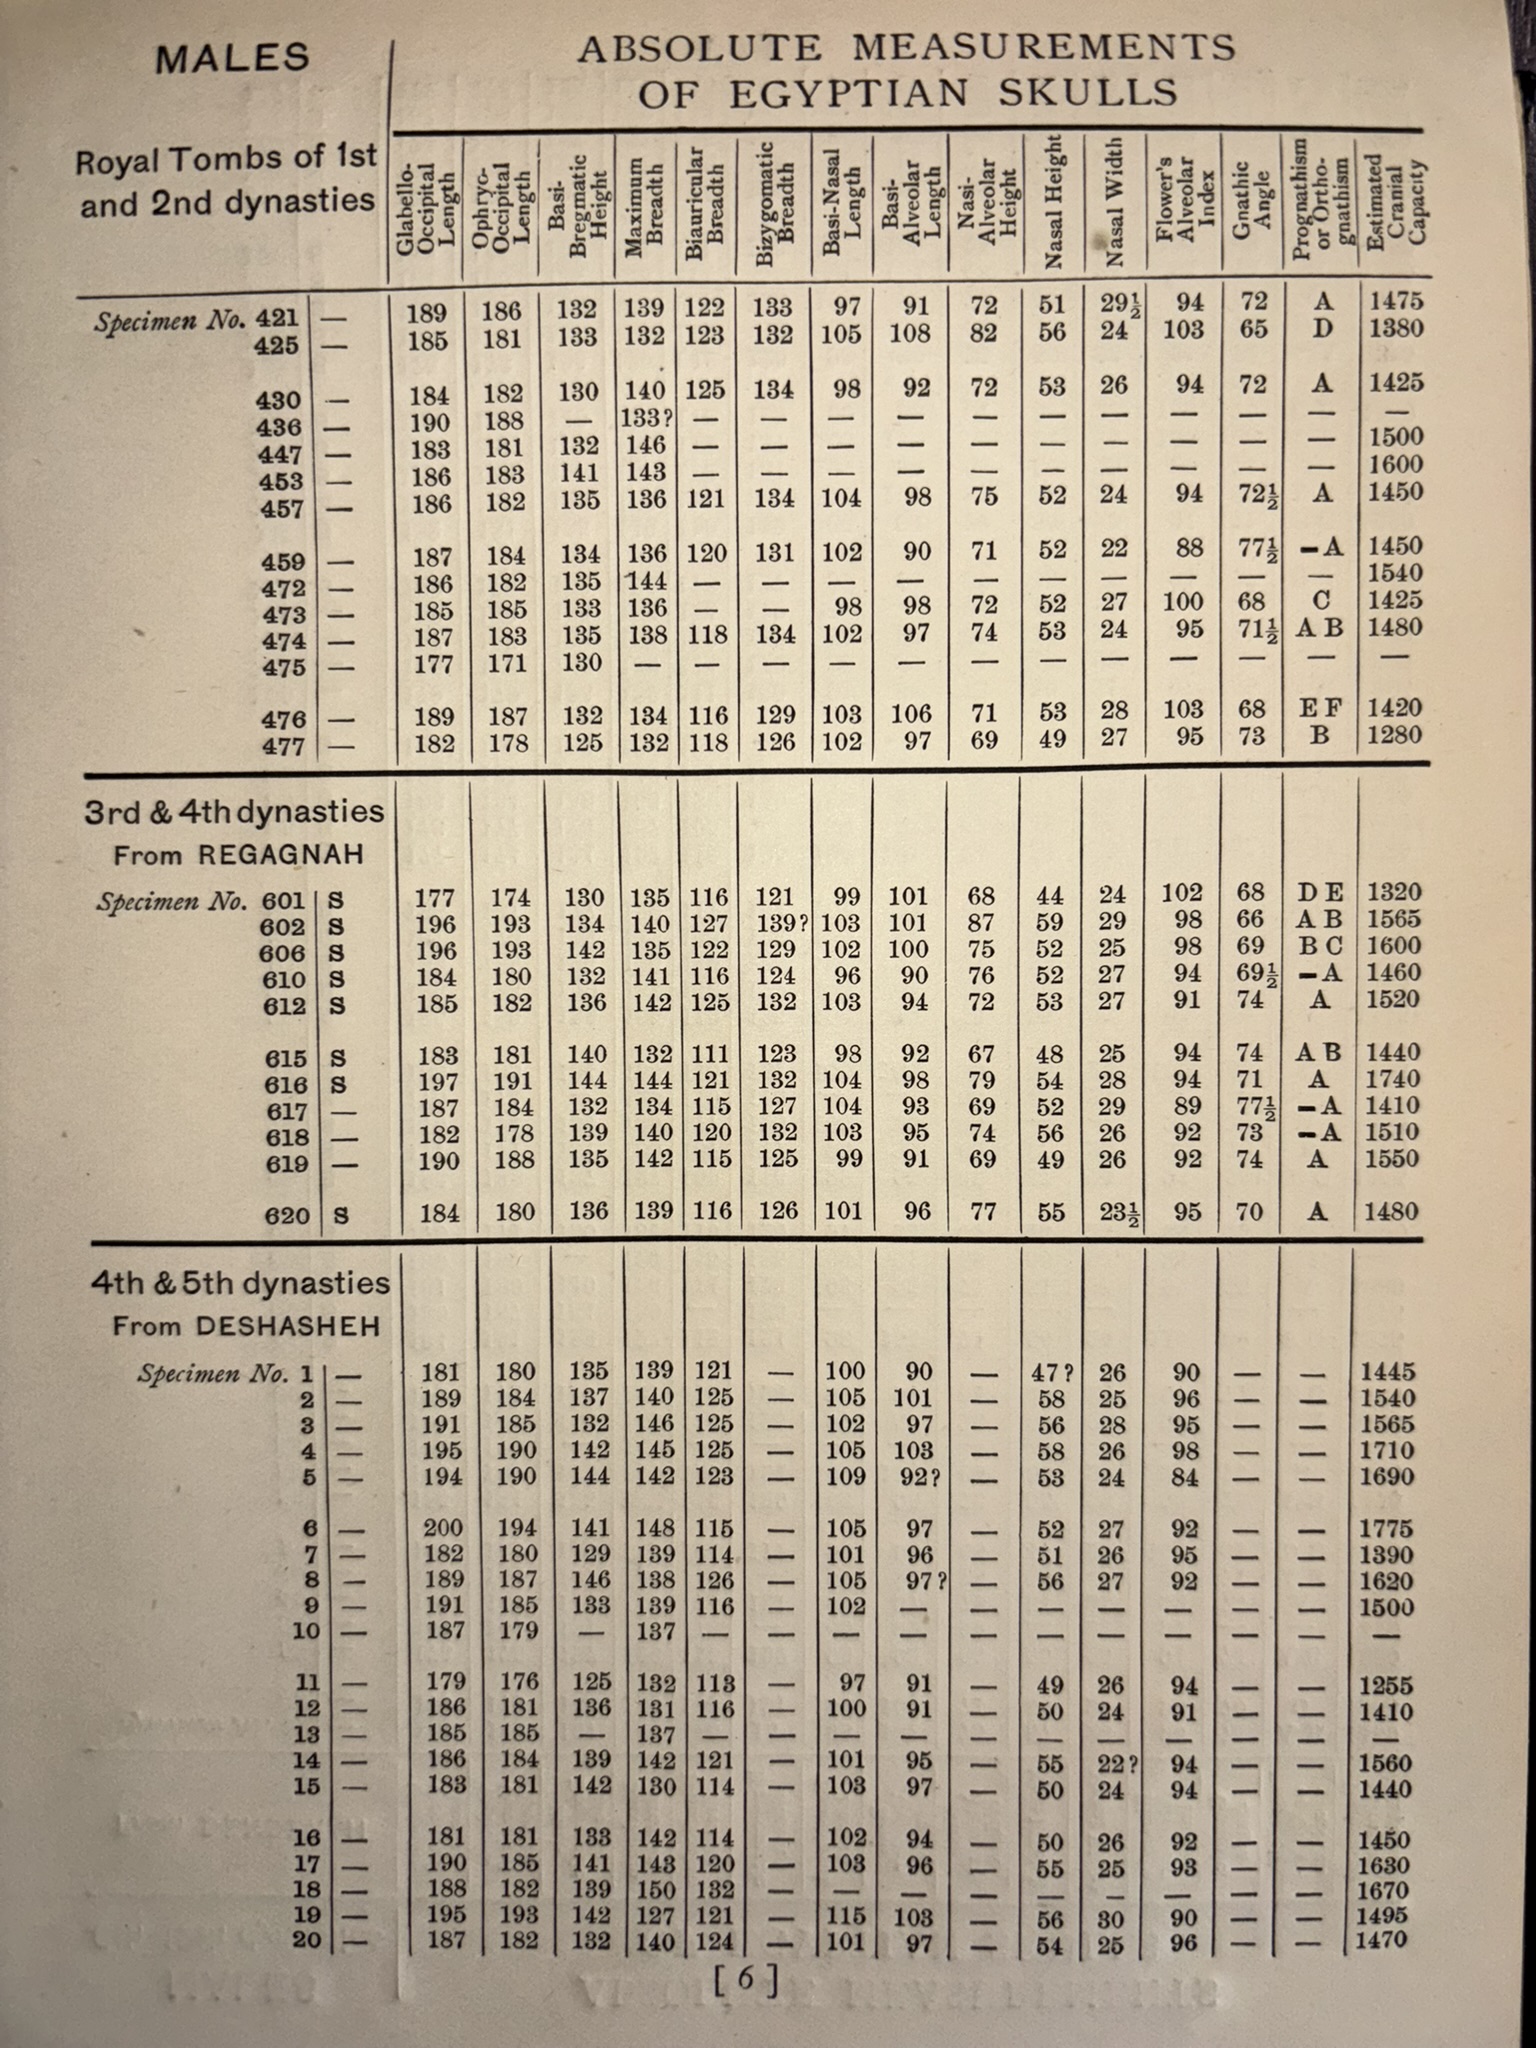 MALES
ABSOLUTE MEASUREMENTS
OF EGYPTIAN SKULLS
Royal Tombs of 1st
and 2nd dynasties
Glabello-Occipital Length | Ophryo-Occipital Length | Basi-Bregmatic Height | Maximum Breadth | Biauricular Breadth | Bizygomatic Breadth | Basi-Nasal Length | Basi-Alveolar Length | Nasi-Alveolar Height | Nasal Height | Nasal Width | Flower's Alveolar Index | Gnathic Angle | Prognathism or Ortho-gnathism | Estimated Cranial Capacity
Specimen No. 421 — 189 186 132 139 122 133 97 91 72 51 29½ 94 72 A 1475
425 — 185 181 133 132 123 132 105 108 82 56 24 103 65 D 1380
430 — 184 182 130 140 125 134 98 92 72 53 26 94 72 A 1425
436 — 190 188 — 133? — — — — — — — — — — —
447 — 183 181 132 146 — — — — — — — — — — 1500
453 — 186 183 141 143 — — — — — — — — — — 1600
457 — 186 182 135 136 121 134 104 98 75 52 24 94 72½ A 1450
459 — 187 184 134 136 120 131 102 90 71 52 22 88 77½ –A 1450
472 — 186 182 135 144 — — — — — — — — — — 1540
473 — 185 185 133 136 — — 98 98 72 52 27 100 68 C 1425
474 — 187 183 135 138 118 134 102 97 74 53 24 95 71½ A B 1480
475 — 177 171 130 — — — — — — — — — — — —
476 — 189 187 132 134 116 129 103 106 71 53 28 103 68 E F 1420
477 — 182 178 125 132 118 126 102 97 69 49 27 95 73 B 1280
3rd & 4th dynasties
From REGAGNAH
Specimen No. 601 S 177 174 130 135 116 121 99 101 68 44 24 102 68 D E 1320
602 S 196 193 134 140 127 139? 103 101 87 59 29 98 66 A B 1565
606 S 196 193 142 135 122 129 102 100 75 52 25 98 69 B C 1600
610 S 184 180 132 141 116 124 96 90 76 52 27 94 69½ –A 1460
612 S 185 182 136 142 125 132 103 94 72 53 27 91 74 A 1520
615 S 183 181 140 132 111 123 98 92 67 48 25 94 74 A B 1440
616 S 197 191 144 144 121 132 104 98 79 54 28 94 71 A 1740
617 — 187 184 132 134 115 127 104 93 69 52 29 89 77½ –A 1410
618 — 182 178 139 140 120 132 103 95 74 56 26 92 73 –A 1510
619 — 190 188 135 142 115 125 99 91 69 49 26 92 74 A 1550
620 S 184 180 136 139 116 126 101 96 77 55 23½ 95 70 A 1480
4th & 5th dynasties
From DESHASHEH
Specimen No. 1 — 181 180 135 139 121 — 100 90 — 47? 26 90 — — 1445
2 — 189 184 137 140 125 — 105 101 — 58 25 96 — — 1540
3 — 191 185 132 146 125 — 102 97 — 56 28 95 — — 1565
4 — 195 190 142 145 125 — 105 103 — 58 26 98 — — 1710
5 — 194 190 144 142 123 — 109 92? — 53 24 84 — — 1690
6 — 200 194 141 148 115 — 105 97 — 52 27 92 — — 1775
7 — 182 180 129 139 114 — 101 96 — 51 26 95 — — 1390
8 — 189 187 146 138 126 — 105 97? — 56 27 92 — — 1620
9 — 191 185 133 139 116 — 102 — — — — — — — 1500
10 — 187 179 — 137 — — — — — — — — — — —
11 — 179 176 125 132 113 — 97 91 — 49 26 94 — — 1255
12 — 186 181 136 131 116 — 100 91 — 50 24 91 — — 1410
13 — 185 185 — 137 — — — — — — — — — — —
14 — 186 184 139 142 121 — 101 95 — 55 22? 94 — — 1560
15 — 183 181 142 130 114 — 103 97 — 50 24 94 — — 1440
16 — 181 181 133 142 114 — 102 94 — 50 26 92 — — 1450
17 — 190 185 141 143 120 — 103 96 — 55 25 93 — — 1630
18 — 188 182 139 150 132 — — — — — — — — — 1670
19 — 195 193 142 127 121 — 115 103 — 56 30 90 — — 1495
20 — 187 182 132 140 124 — 101 97 — 54 25 96 — — 1470
[ 6 ]